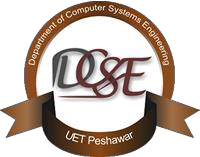 Department of Computer Systems Engineering
DCSE
UET Peshawar